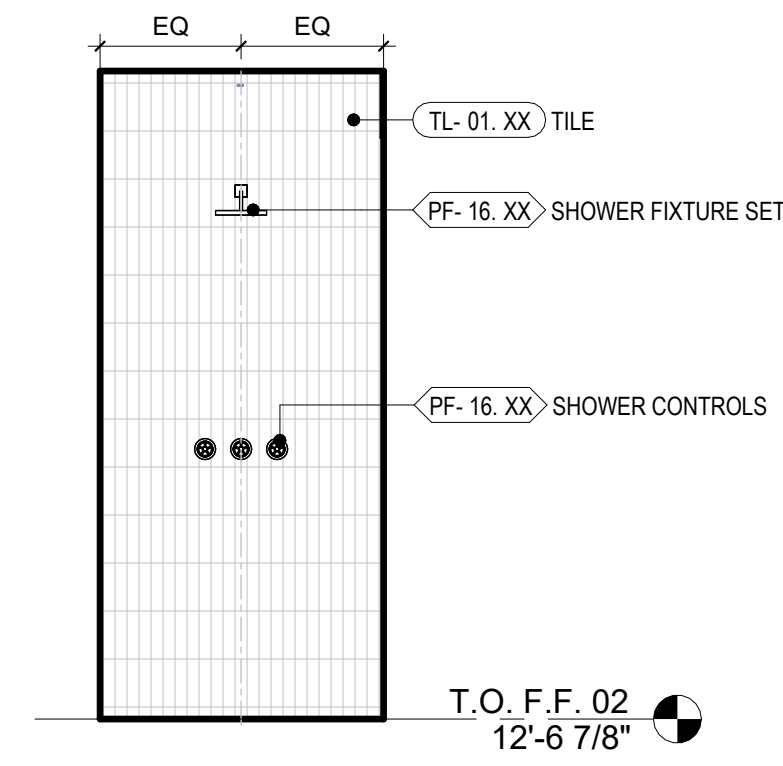 EQ EQ
TL- 01. XX TILE
PF- 16. XX SHOWER FIXTURE SET
PF- 16. XX SHOWER CONTROLS
T.O. F.F. 02
12'-6 7/8"